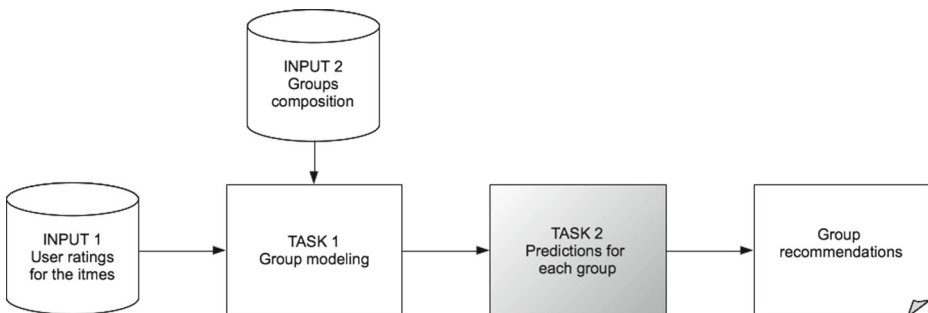 INPUT 2
Groups
composition
INPUT 1
User ratings
for the itmes
TASK 1
Group modeling
TASK 2
Predictions for
each group
Group
recommendations